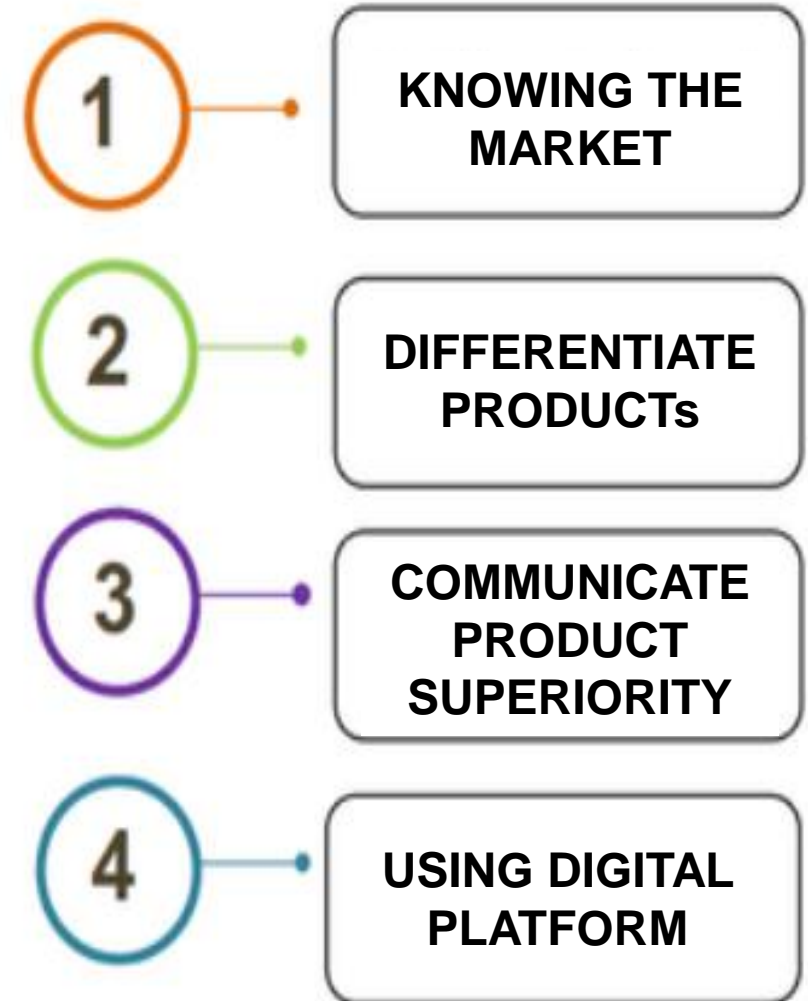 1
KNOWING THE
MARKET
2
DIFFERENTIATE
PRODUCTs
3
COMMUNICATE
PRODUCT
SUPERIORITY
4
USING DIGITAL
PLATFORM